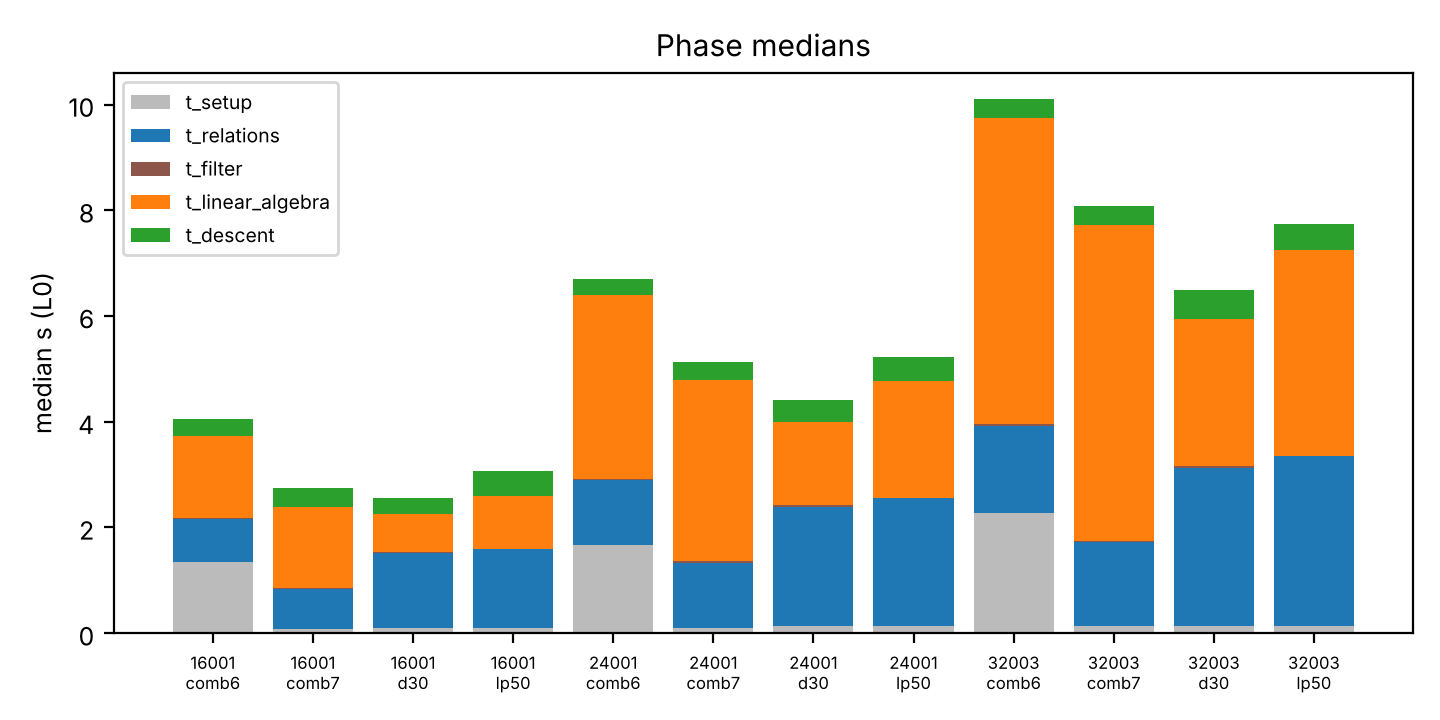 Phase medians
t_setup
t_relations
t_filter
t_linear_algebra
t_descent
median s (L0)
10
8
6
4
2
0
16001 16001 16001 16001 24001 24001 24001 24001 32003 32003 32003 32003
comb6 comb7 d30 lp50 comb6 comb7 d30 lp50 comb6 comb7 d30 lp50